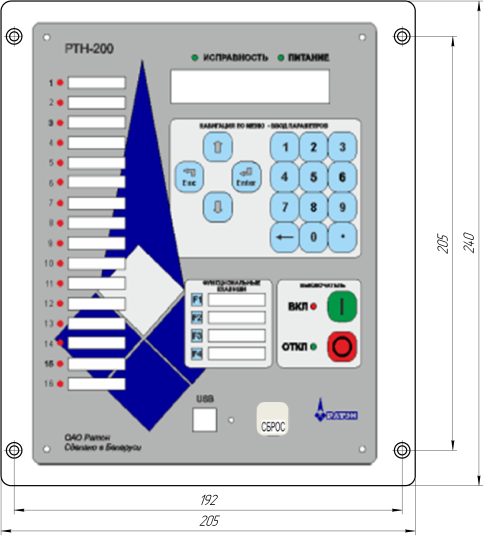 РТН-200
ИСПРАВНОСТЬ ПИТАНИЕ
1
2
3
4
5
6
7
8
9
10
11
12
13
14
15
16
НАВИГАЦИЯ ПО МЕНЮ - ВВОД ПАРАМЕТРОВ
1 2 3
Esc Enter 4 5 6
7 8 9
0 .
ФУНКЦИОНАЛЬНЫЕ
КЛАВИШИ
F1
F2
F3
F4
ВЫКЛЮЧАТЕЛЬ
ВКЛ
ОТКЛ
USB
СБРОС
РАТОН
ОАО Ратон
Сделано в Беларуси
205
240
192
205